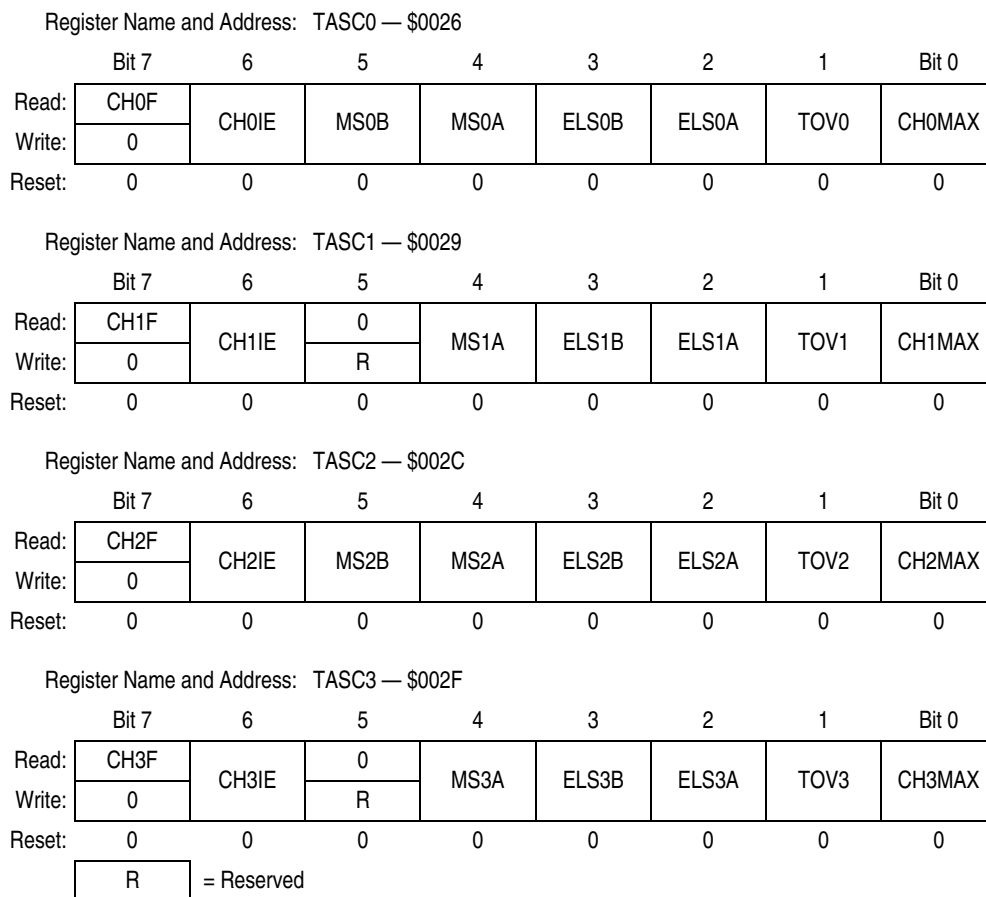 Register Name and Address: TASC0 — $0026
Bit 7 6 5 4 3 2 1 Bit 0
Read: CH0F CH0IE MS0B MS0A ELS0B ELS0A TOV0 CH0MAX
Write: 0
Reset: 0 0 0 0 0 0 0 0
Register Name and Address: TASC1 — $0029
Bit 7 6 5 4 3 2 1 Bit 0
Read: CH1F CH1IE 0 MS1A ELS1B ELS1A TOV1 CH1MAX
Write: 0 R
Reset: 0 0 0 0 0 0 0 0
Register Name and Address: TASC2 — $002C
Bit 7 6 5 4 3 2 1 Bit 0
Read: CH2F CH2IE MS2B MS2A ELS2B ELS2A TOV2 CH2MAX
Write: 0
Reset: 0 0 0 0 0 0 0 0
Register Name and Address: TASC3 — $002F
Bit 7 6 5 4 3 2 1 Bit 0
Read: CH3F CH3IE 0 MS3A ELS3B ELS3A TOV3 CH3MAX
Write: 0 R
Reset: 0 0 0 0 0 0 0 0
R = Reserved